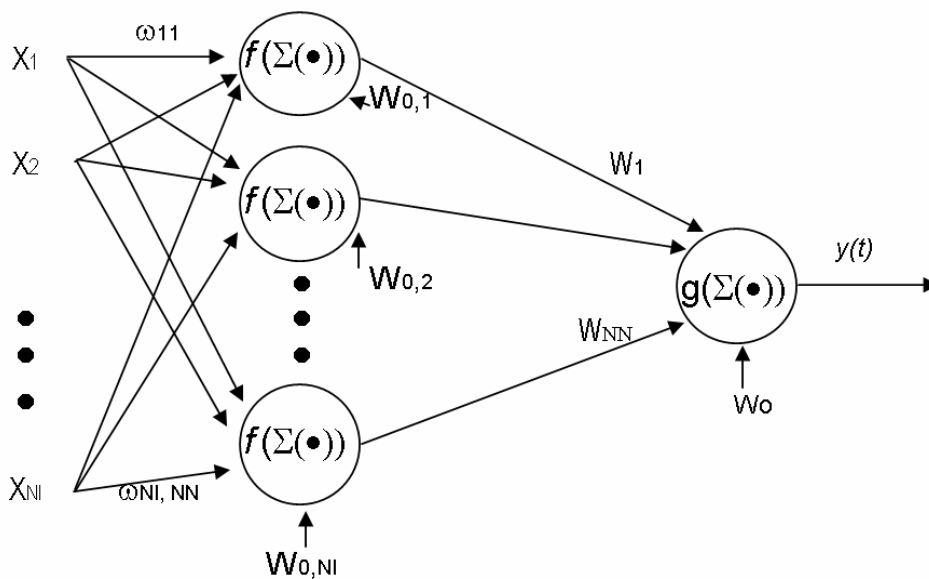 ω11
X1
f(Σ(●))
W0,1
X2
f(Σ(●))
W1
W0,2
y(t)
g(Σ(●))
WNN
Wo
f(Σ(●))
XNI
ωNI, NN
W0,NI